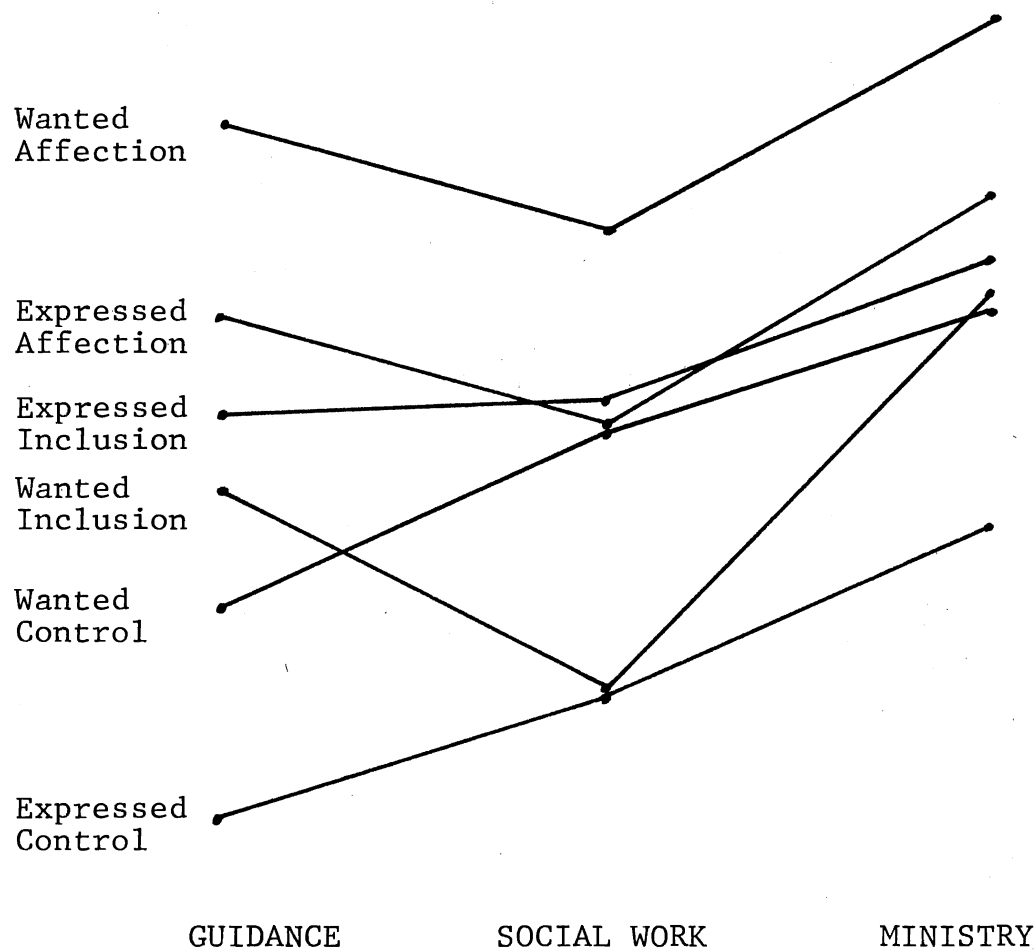 Wanted
Affection
Expressed
Affection
Expressed
Inclusion
Wanted
Inclusion
Wanted
Control
Expressed
Control
GUIDANCE SOCIAL WORK MINISTRY